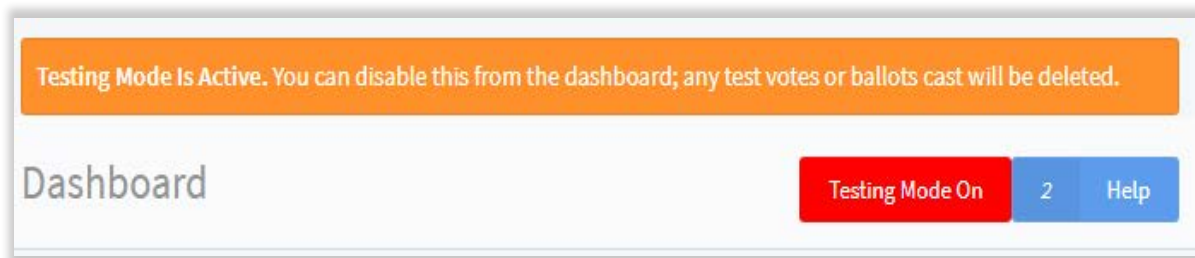 Testing Mode Is Active. You can disable this from the dashboard; any test votes or ballots cast will be deleted.
Dashboard
Testing Mode On 2 Help